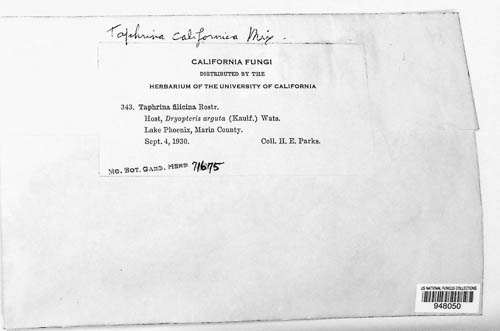 Taphrina californica Mix.
CALIFORNIA FUNGI
DISTRIBUTED BY THE
HERBARIUM OF THE UNIVERSITY OF CALIFORNIA
343. Taphrina filicina Rostr.
Host, Dryopteris arguta (Kaulf.) Wats.
Lake Phoenix, Marin County.
Sept. 4, 1930. Coll. H. E. Parks.
MO. BOT. GARD. HERB 71675
US NATIONAL FUNGUS COLLECTIONS
948050